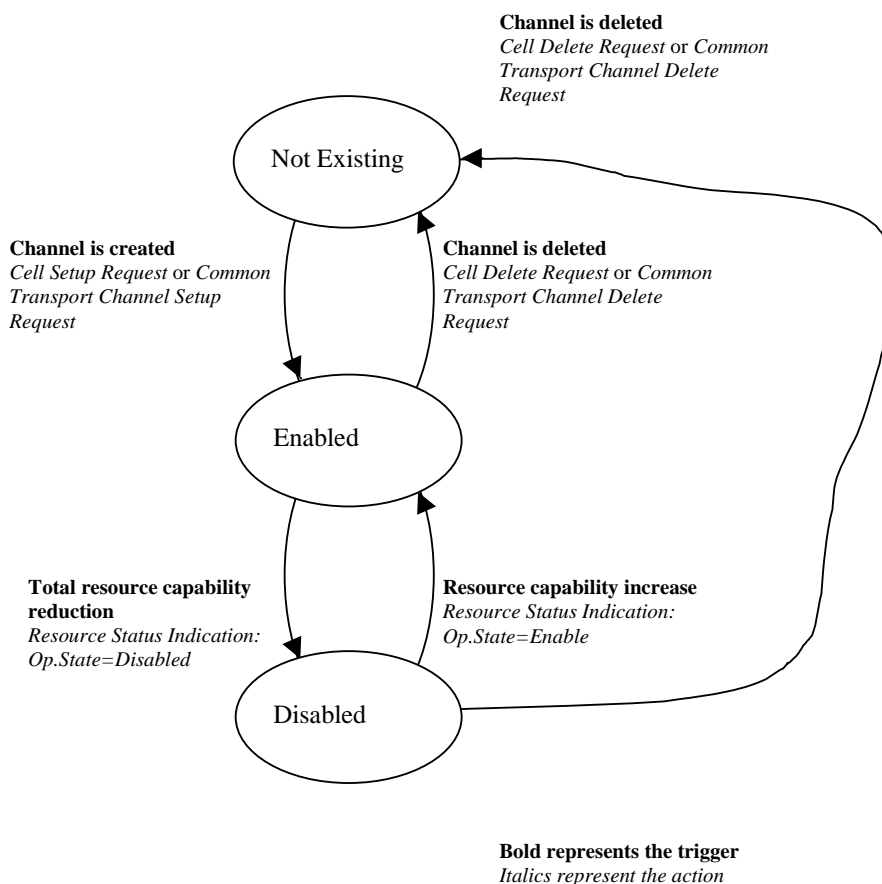 Channel is deleted
Cell Delete Request or Common
Transport Channel Delete
Request
Not Existing
Channel is created
Cell Setup Request or Common
Transport Channel Setup
Request
Channel is deleted
Cell Delete Request or Common
Transport Channel Delete
Request
Enabled
Total resource capability
reduction
Resource Status Indication:
Op.State=Disabled
Resource capability increase
Resource Status Indication:
Op.State=Enable
Disabled
Bold represents the trigger
Italics represent the action